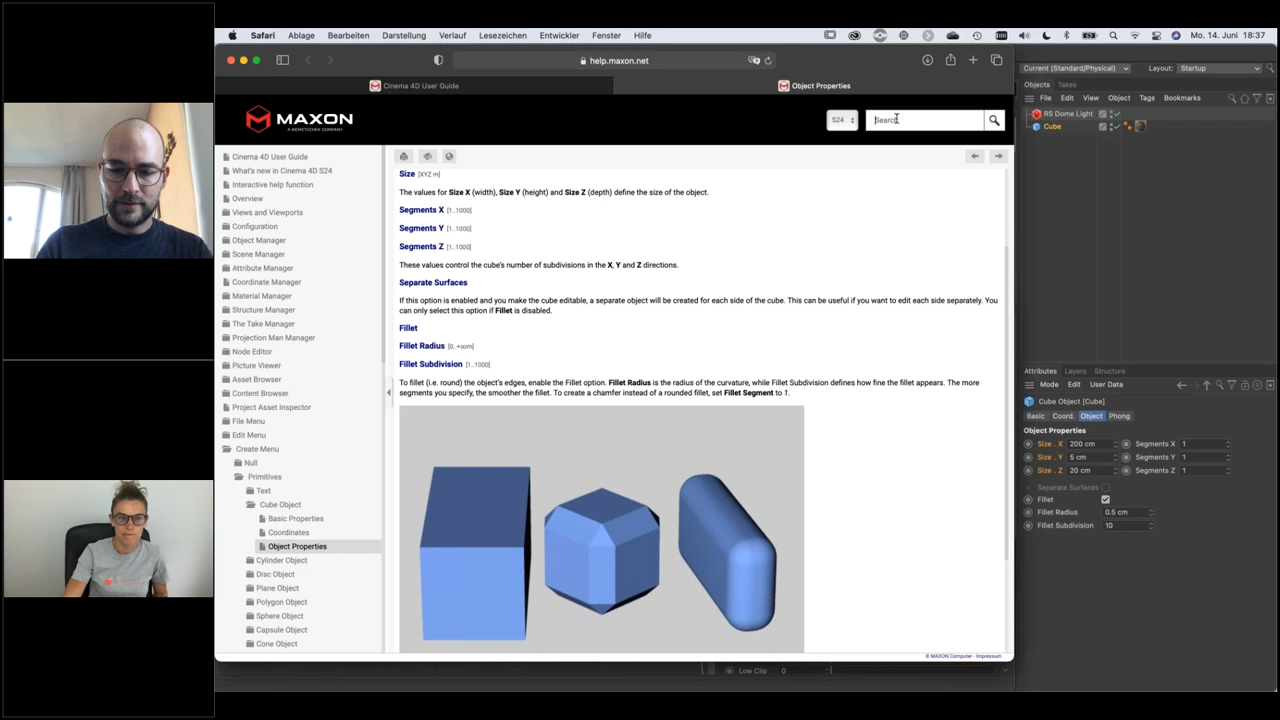 Safari Ablage Bearbeiten Darstellung Verlauf Lesezeichen Entwickler Fenster Hilfe Mo. 14. Juni 18:37
help.maxon.net
Cinema 4D User Guide Object Properties
MAXON
A NEMETSCHEK COMPANY
S24 Search
Cinema 4D User Guide
What's new in Cinema 4D S24
Interactive help function
Overview
Views and Viewports
Configuration
Object Manager
Scene Manager
Attribute Manager
Coordinate Manager
Material Manager
Structure Manager
The Take Manager
Projection Man Manager
Node Editor
Picture Viewer
Asset Browser
Content Browser
Project Asset Inspector
File Menu
Edit Menu
Create Menu
Null
Primitives
Text
Cube Object
Basic Properties
Coordinates
Object Properties
Cylinder Object
Disc Object
Plane Object
Polygon Object
Sphere Object
Capsule Object
Cone Object
Size [XYZ m]
The values for Size X (width), Size Y (height) and Size Z (depth) define the size of the object.
Segments X [1..1000]
Segments Y [1..1000]
Segments Z [1..1000]
These values control the cube's number of subdivisions in the X, Y and Z directions.
Separate Surfaces
If this option is enabled and you make the cube editable, a separate object will be created for each side of the cube. This can be useful if you want to edit each side separately. You
can only select this option if Fillet is disabled.
Fillet
Fillet Radius [0..+∞m]
Fillet Subdivision [1..1000]
To fillet (i.e. round) the object's edges, enable the Fillet option. Fillet Radius is the radius of the curvature, while Fillet Subdivision defines how fine the fillet appears. The more
segments you specify, the smoother the fillet. To create a chamfer instead of a rounded fillet, set Fillet Segment to 1.
© MAXON Computer - Impressum
Low Clip 0
Current (Standard/Physical) Layout: Startup
Objects Takes
File Edit View Object Tags Bookmarks
RS Dome Light
Cube
Attributes Layers Structure
Mode Edit User Data
Cube Object [Cube]
Basic Coord. Object Phong
Object Properties
Size . X 200 cm Segments X 1
Size . Y 5 cm Segments Y 1
Size . Z 20 cm Segments Z 1
Separate Surfaces
Fillet
Fillet Radius 0.5 cm
Fillet Subdivision 10